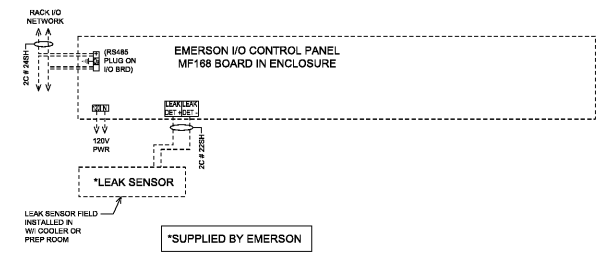 RACK I/O
NETWORK
2C # 24SH
(RS485
PLUG ON
I/O BRD)
EMERSON I/O CONTROL PANEL
MF168 BOARD IN ENCLOSURE
LEAK LEAK
DET + DET -
120V
PWR
2C # 22SH
*LEAK SENSOR
LEAK SENSOR FIELD
INSTALLED IN
W/I COOLER OR
PREP ROOM
*SUPPLIED BY EMERSON